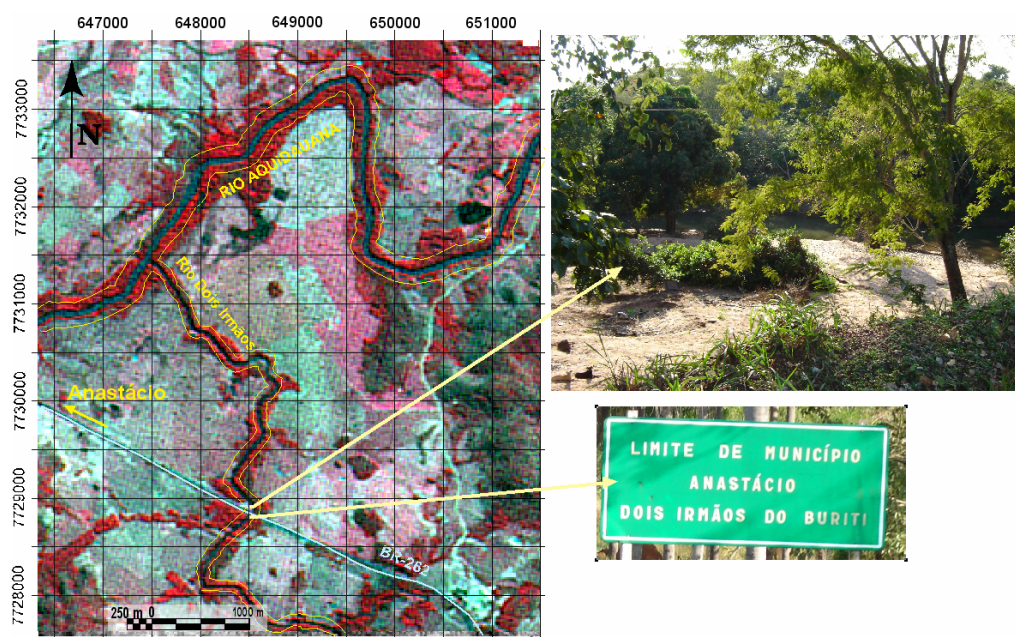 647000 648000 649000 650000 651000
7733000
7732000
7731000
7730000
7729000
7728000
N
RIO AQUIDAUANA
Rio Dois Irmãos
Anastácio
BR-262
250 m 0 1000 m
LIMITE DE MUNICÍPIO
ANASTÁCIO
DOIS IRMÃOS DO BURITI